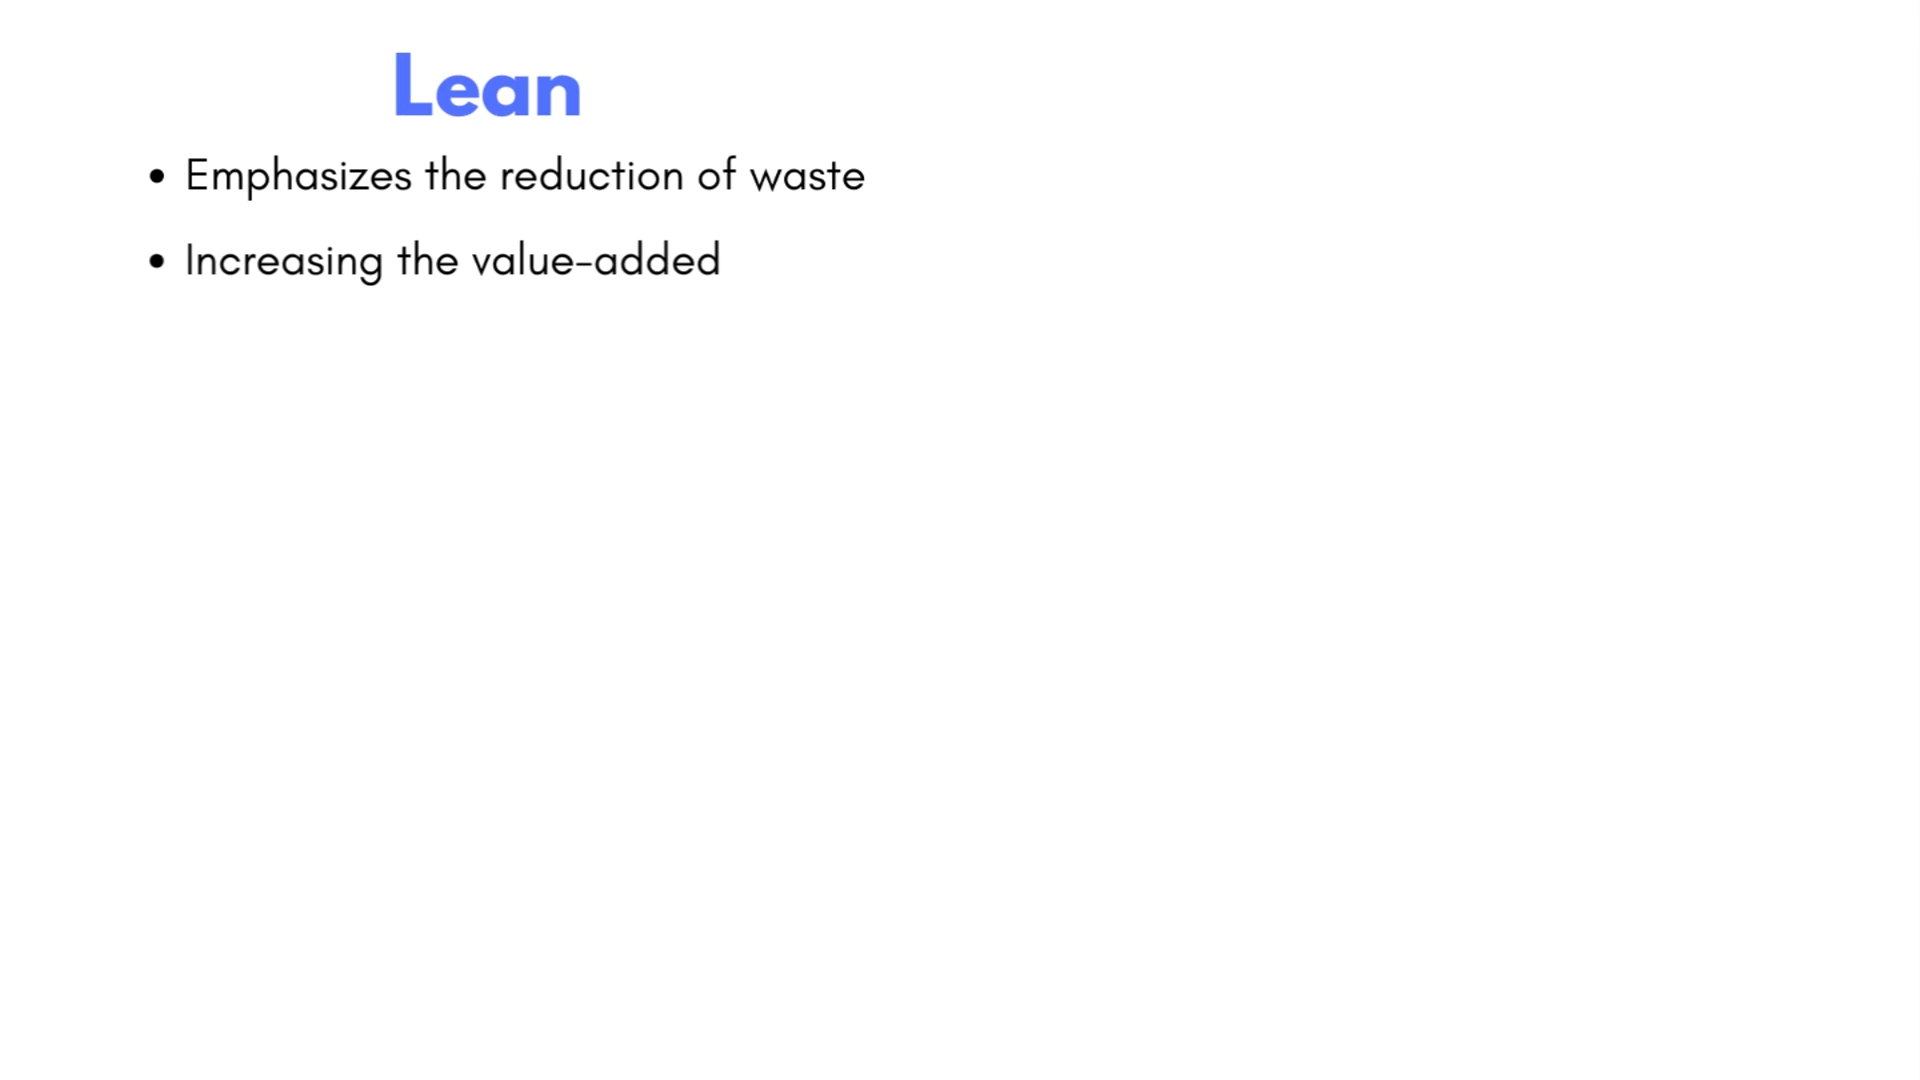 Lean
• Emphasizes the reduction of waste
• Increasing the value-added